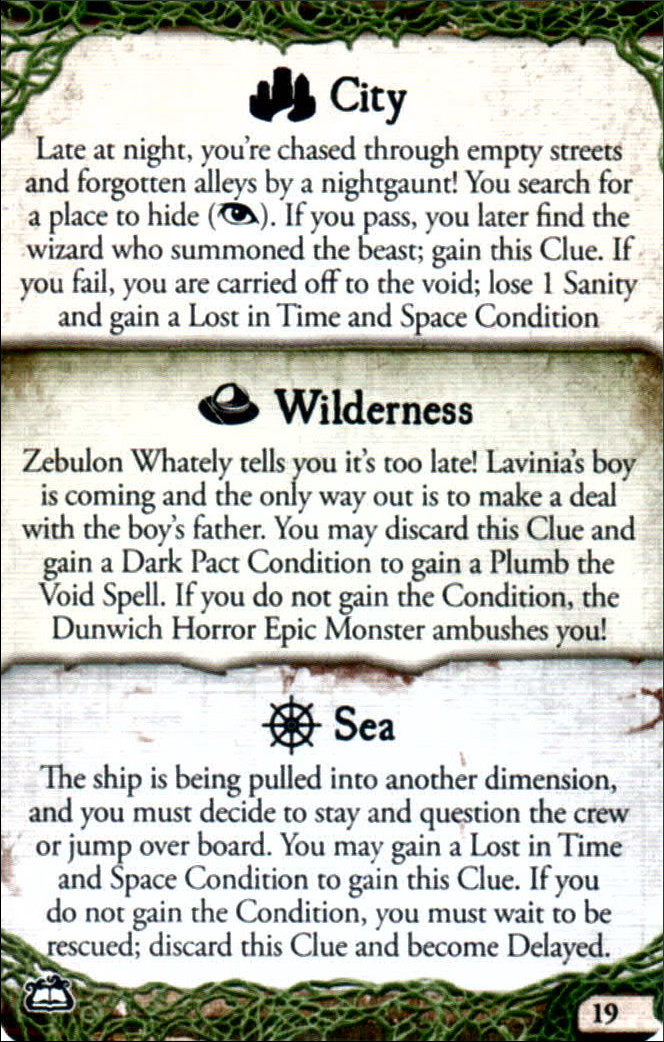 City
Late at night, you're chased through empty streets
and forgotten alleys by a nightgaunt! You search for
a place to hide (). If you pass, you later find the
wizard who summoned the beast; gain this Clue. If
you fail, you are carried off to the void; lose 1 Sanity
and gain a Lost in Time and Space Condition
Wilderness
Zebulon Whately tells you it's too late! Lavinia's boy
is coming and the only way out is to make a deal
with the boy's father. You may discard this Clue and
gain a Dark Pact Condition to gain a Plumb the
Void Spell. If you do not gain the Condition, the
Dunwich Horror Epic Monster ambushes you!
Sea
The ship is being pulled into another dimension,
and you must decide to stay and question the crew
or jump over board. You may gain a Lost in Time
and Space Condition to gain this Clue. If you
do not gain the Condition, you must wait to be
rescued; discard this Clue and become Delayed.
19